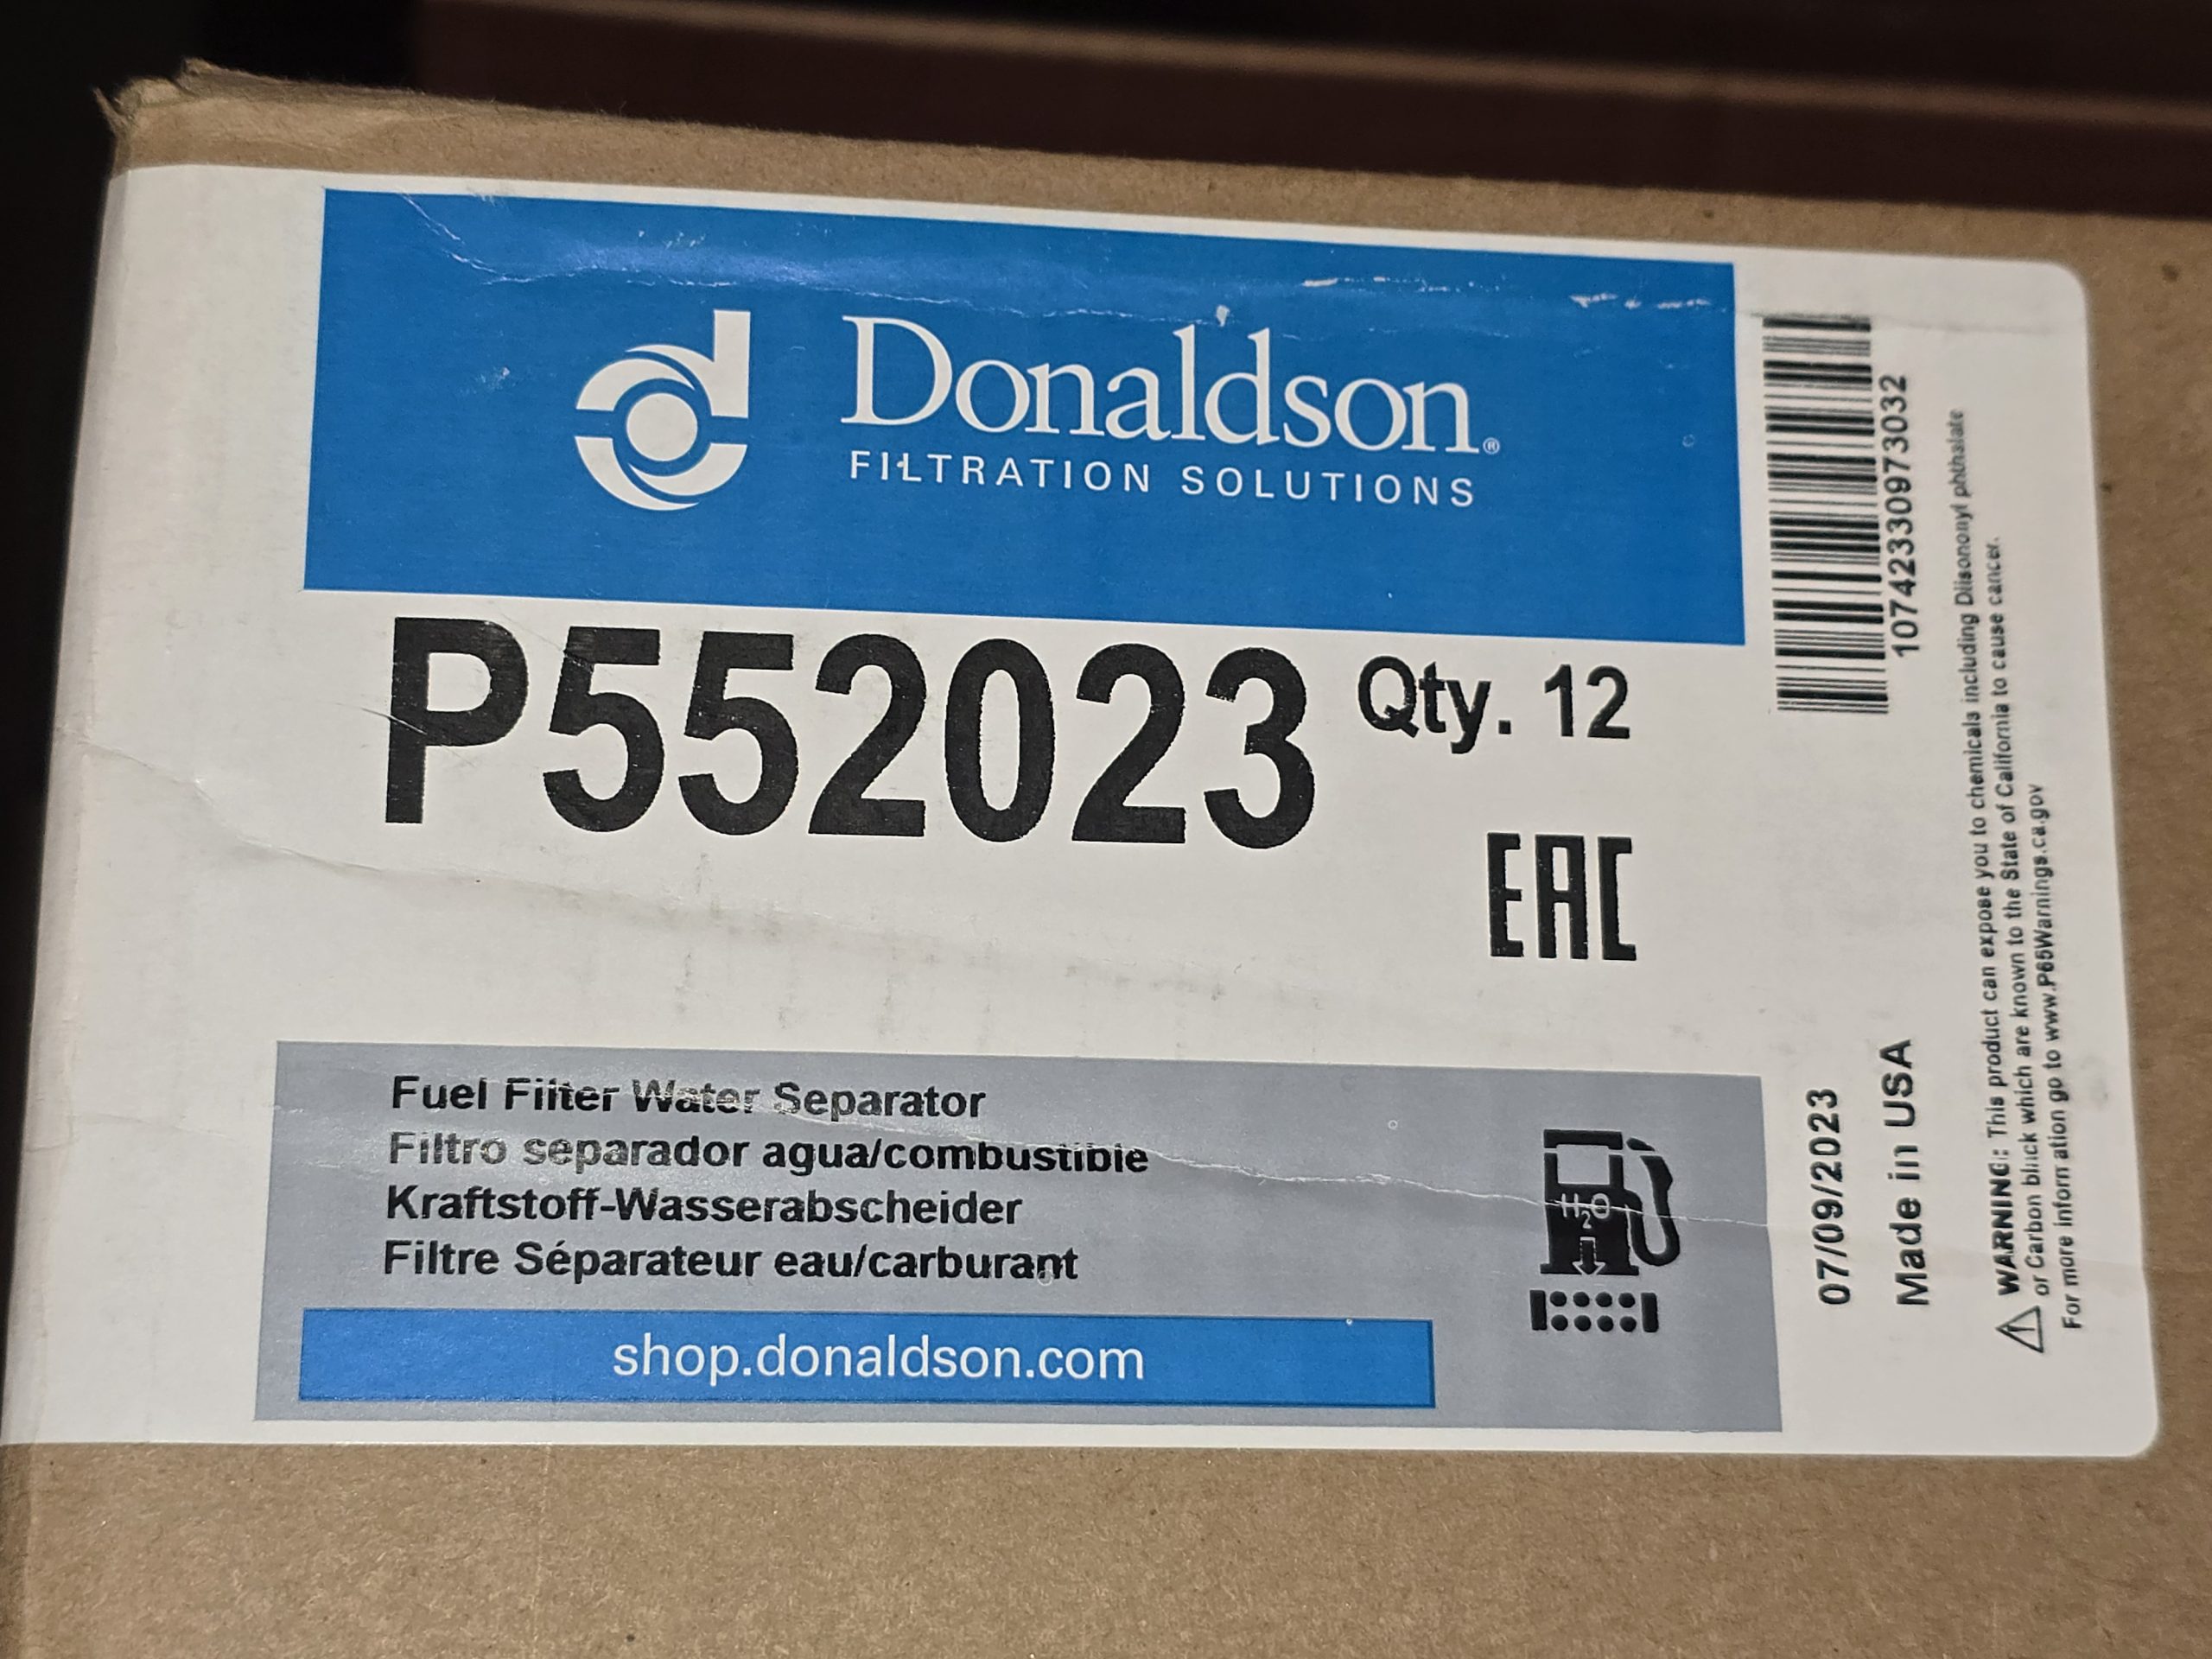 Donaldson®
FILTRATION SOLUTIONS
P552023 Qty. 12
EAC
Fuel Filter Water Separator
Filtro separador agua/combustible
Kraftstoff-Wasserabscheider
Filtre Séparateur eau/carburant
H₂O
shop.donaldson.com
10742330973032
07/09/2023
Made in USA
⚠ WARNING: This product can expose you to chemicals including Diisononyl phthalate
or Carbon black which are known to the State of California to cause cancer.
For more information go to www.P65Warnings.ca.gov